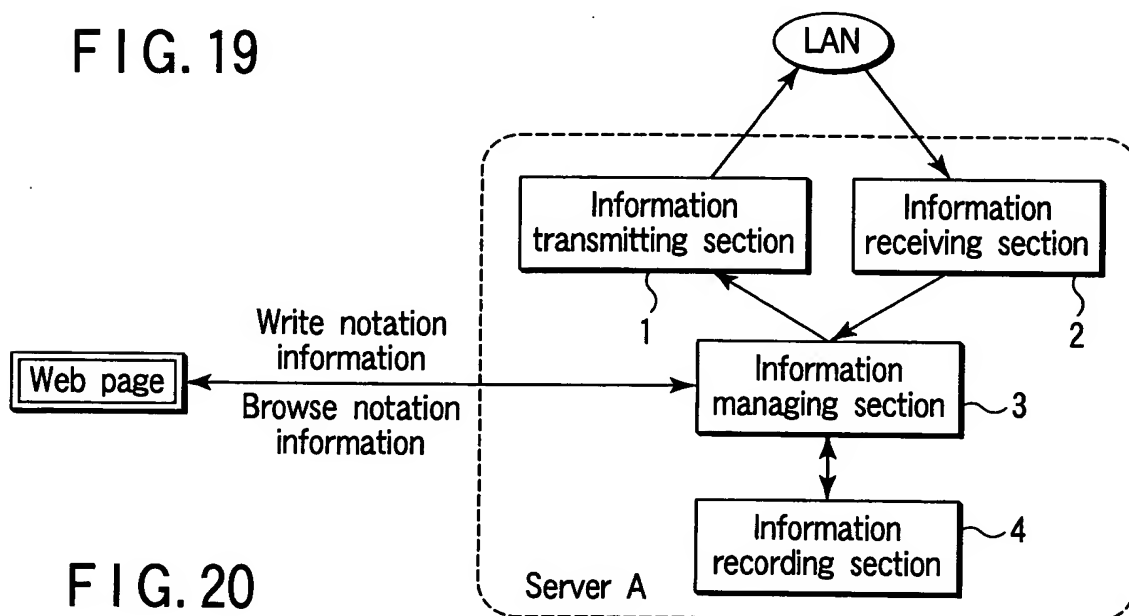 FIG. 19
LAN
Information
transmitting section
Information
receiving section
1
2
Write notation
information
Web page
Browse notation
information
Information
managing section
3
Information
recording section
4
Server A
FIG. 20